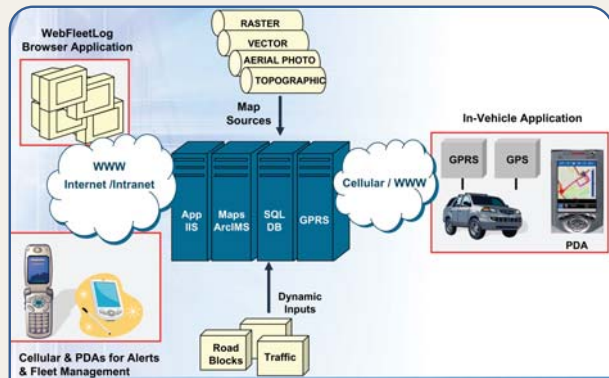 WebFleetLog
Browser Application
RASTER
VECTOR
AERIAL PHOTO
TOPOGRAPHIC
Map
Sources
In-Vehicle Application
GPRS
GPS
PDA
WWW
Internet /Intranet
App
IIS
Maps
ArcIMS
SQL
DB
GPRS
Cellular / WWW
Dynamic
Inputs
Road
Blocks
Traffic
Cellular & PDAs for Alerts
& Fleet Management